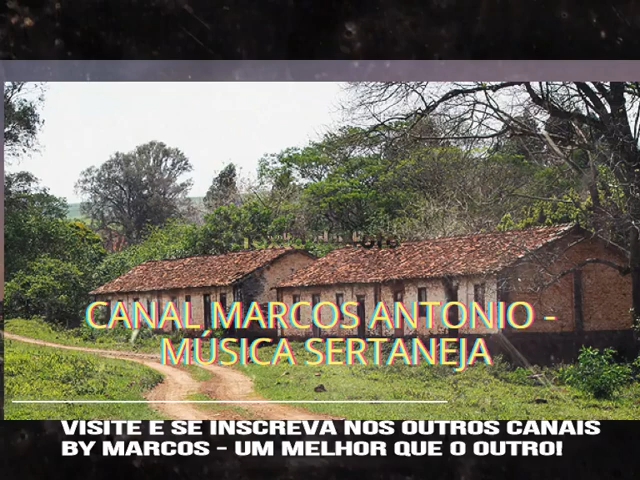 CANAL MARCOS ANTONIO -
MÚSICA SERTANEJA
VISITE E SE INSCREVA NOS OUTROS CANAIS
BY MARCOS - UM MELHOR QUE O OUTRO!